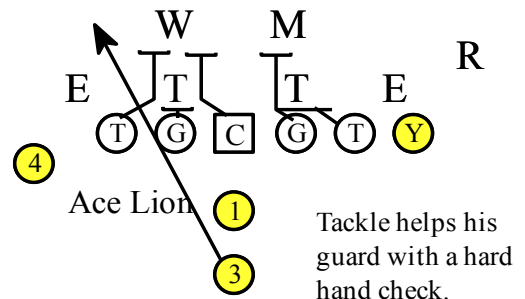 W M
R
E T T E
T G C G T Y
4
Ace Lion 1
3
Tackle helps his
guard with a hard
hand check.